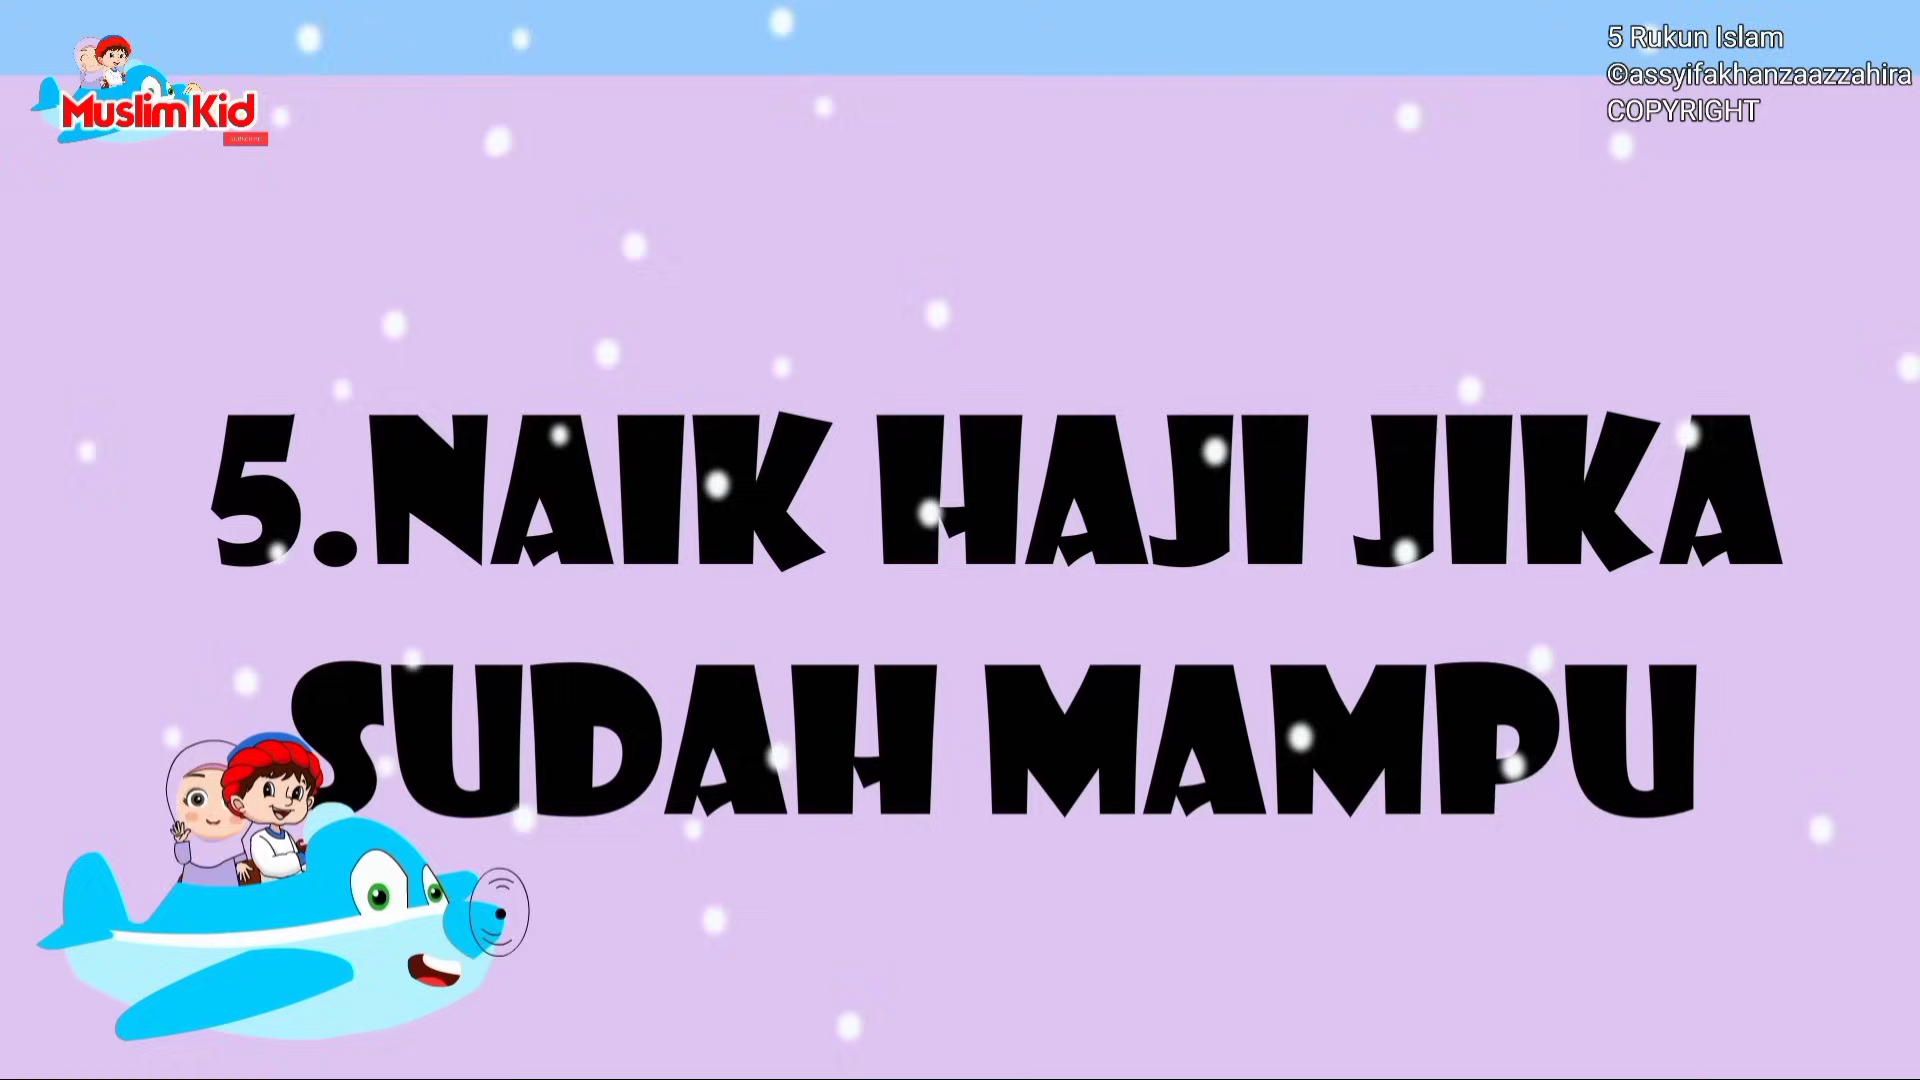 Muslim Kid
5 Rukun Islam
©assyifakhanzaazzahira
COPYRIGHT
5.NAIK HAJI JIKA
SUDAH MAMPU